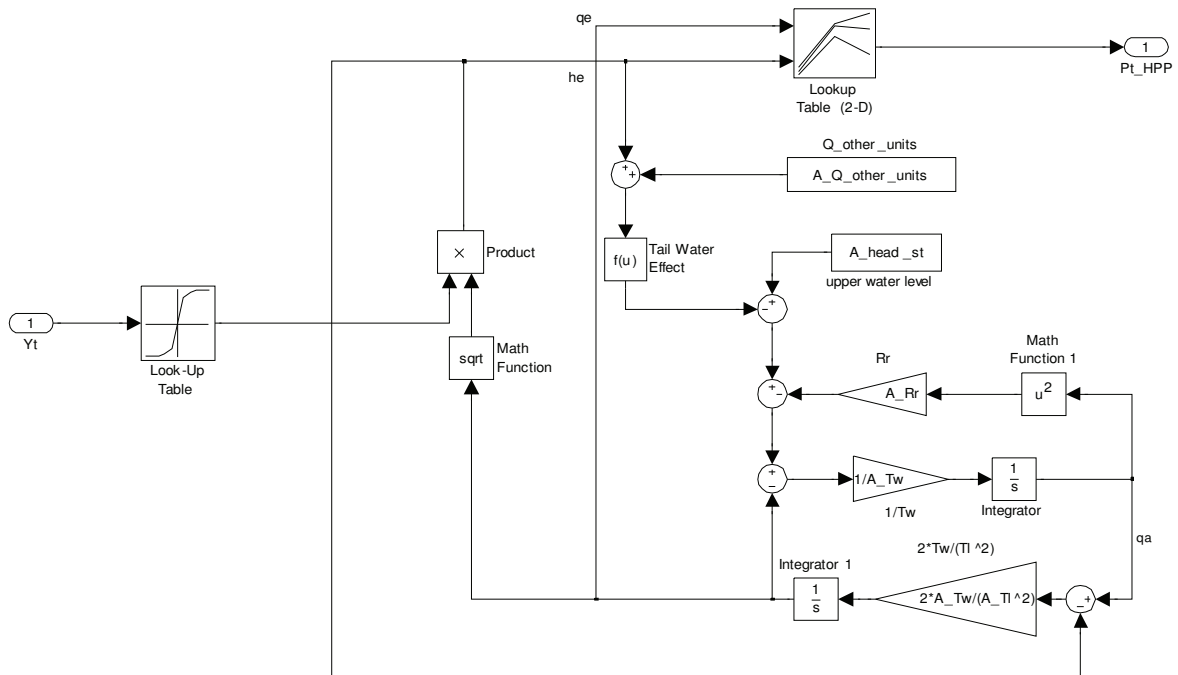 qe
he
Lookup
Table (2-D)
1
Pt_HPP
Q_other_units
A_Q_other_units
+
+
×
Product
f(u)
Tail Water
Effect
A_head_st
upper water level
+
−
1
Yt
Look-Up
Table
sqrt
Math
Function
Rr
A_Rr
Math
Function 1
u2
+
−
+
−
1/A_Tw
1/Tw
1
s
Integrator
qa
2*Tw/(Tl ^2)
2*A_Tw/(A_Tl ^2)
Integrator 1
1
s
+
−